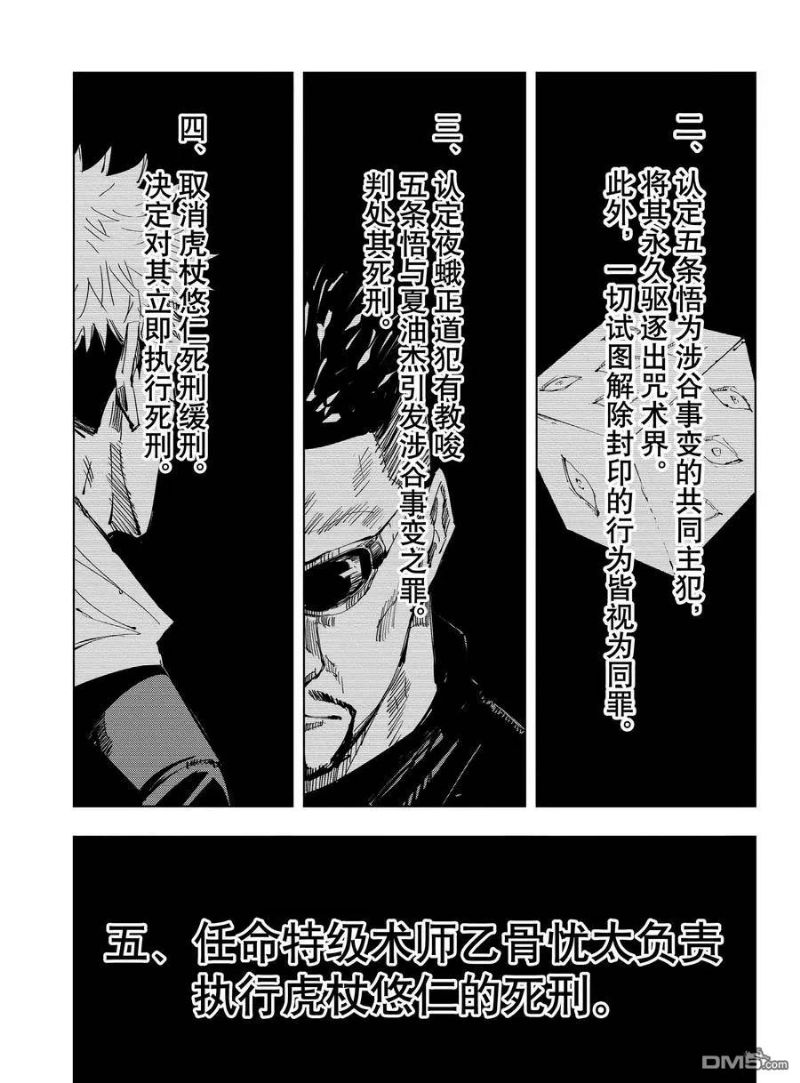 二、认定五条悟为涉谷事变的共同主犯，
将其永久驱逐出咒术界。
此外，一切试图解除封印的行为皆视为同罪。
三、认定夜蛾正道犯有教唆
五条悟与夏油杰引发涉谷事变之罪。
判处其死刑。
四、取消虎杖悠仁死刑缓刑。
决定对其立即执行死刑。
五、任命特级术师乙骨忧太负责
执行虎杖悠仁的死刑。
DM5.com